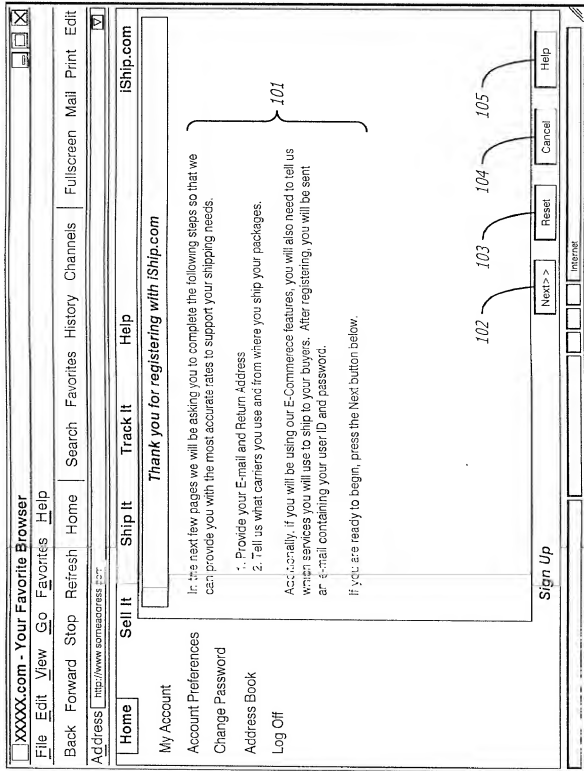 XXXXX.com - Your Favorite Browser
File Edit View Go Favorites Help
Back Forward Stop Refresh Home Search Favorites History Channels Fullscreen Mail Print Edit
Address http://www someaddress com
Home Sell It Ship It Track It Help iShip.com
My Account
Account Preferences
Change Password
Address Book
Log Off
Thank you for registering with iShip.com
In the next few pages we will be asking you to complete the following steps so that we
can provide you with the most accurate rates to support your shipping needs.
1. Provide your E-mail and Return Address
2. Tell us what carriers you use and from where you ship your packages.
Additionally, if you will be using our E-Commerece features, you will also need to tell us
which services you will use to ship to your buyers. After registering, you will be sent
an e-mail containing your user ID and password.
If you are ready to begin, press the Next button below.
101
102
103
104
105
Sign Up
Next>> Reset Cancel Help
Internet